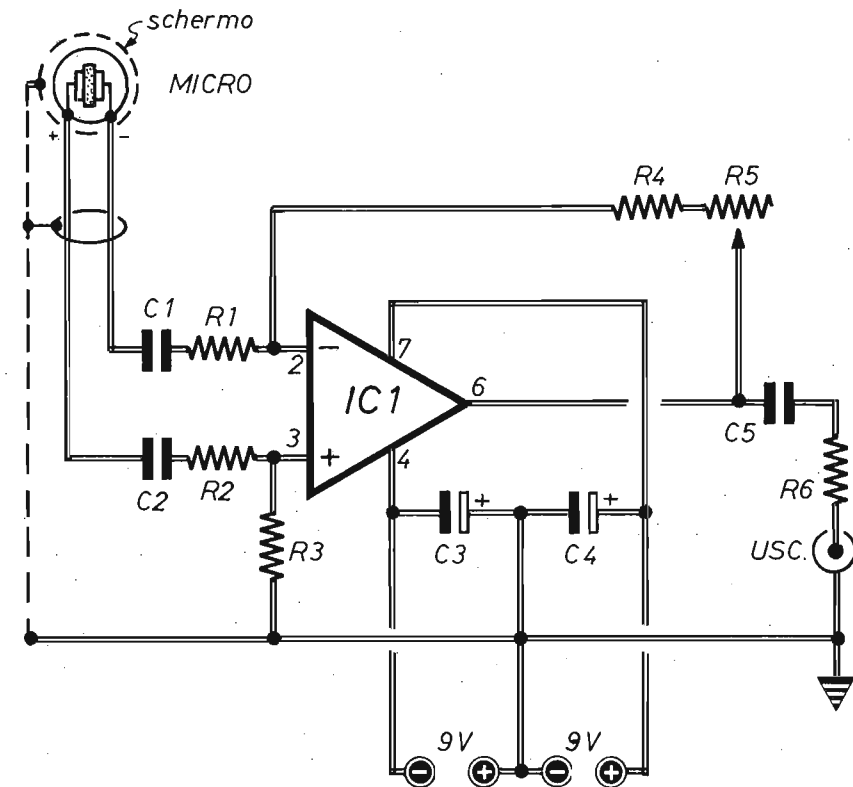 schermo
MICRO
+ -
R4 R5
C1 R1
2 - 7
IC1 6
3 + 4
C2 R2
C5
R6
R3
C3 + C4 +
USC.
9V 9V
- + - +